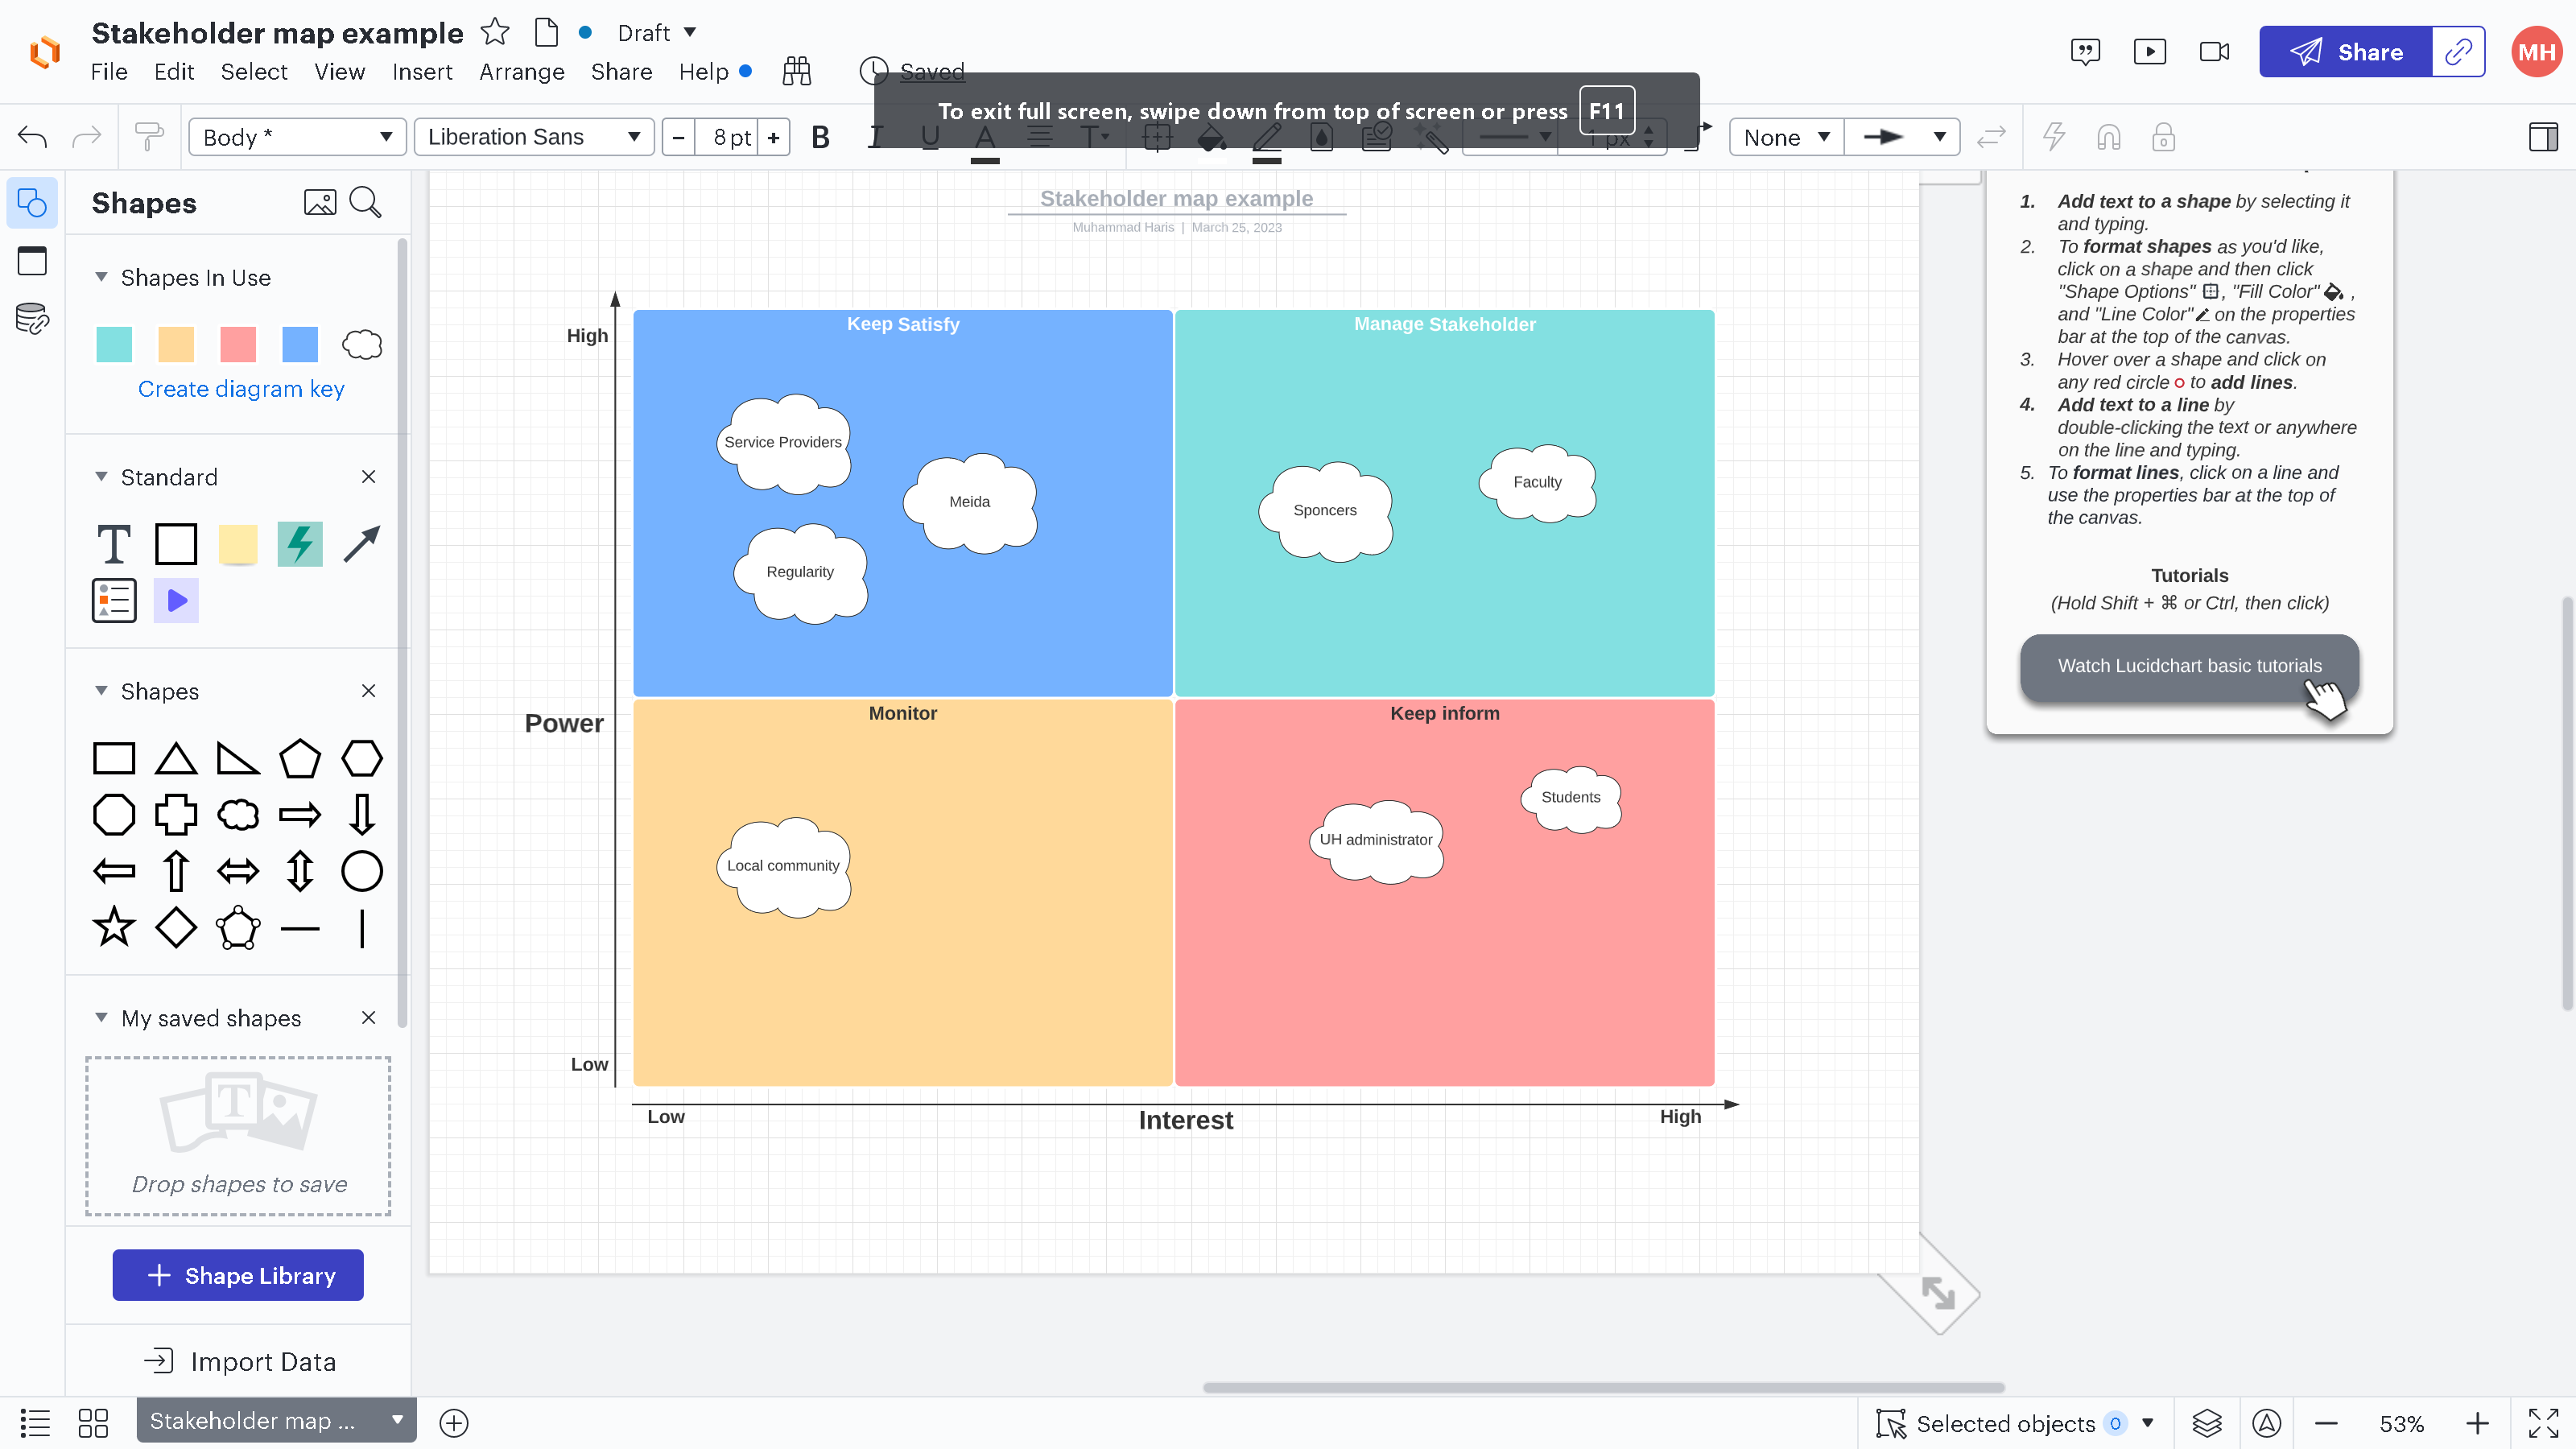 Stakeholder map example
Draft
File Edit Select View Insert Arrange Share Help
Saved
Share
MH
To exit full screen, swipe down from top of screen or press F11
Body *
Liberation Sans
− 8 pt +
B I U A T
1 px
None
Shapes
Shapes In Use
Create diagram key
Standard
T
Shapes
My saved shapes
T
Drop shapes to save
+ Shape Library
Import Data
Stakeholder map example
Muhammad Haris | March 25, 2023
High
Power
Low
Keep Satisfy
Service Providers
Meida
Regularity
Manage Stakeholder
Sponcers
Faculty
Monitor
Local community
Keep inform
Students
UH administrator
Low
Interest
High
1. Add text to a shape by selecting it
and typing.
2. To format shapes as you'd like,
click on a shape and then click
"Shape Options" , "Fill Color" ,
and "Line Color" on the properties
bar at the top of the canvas.
3. Hover over a shape and click on
any red circle to add lines.
4. Add text to a line by
double-clicking the text or anywhere
on the line and typing.
5. To format lines, click on a line and
use the properties bar at the top of
the canvas.
Tutorials
(Hold Shift + ⌘ or Ctrl, then click)
Watch Lucidchart basic tutorials
Stakeholder map ...
Selected objects 0
53%